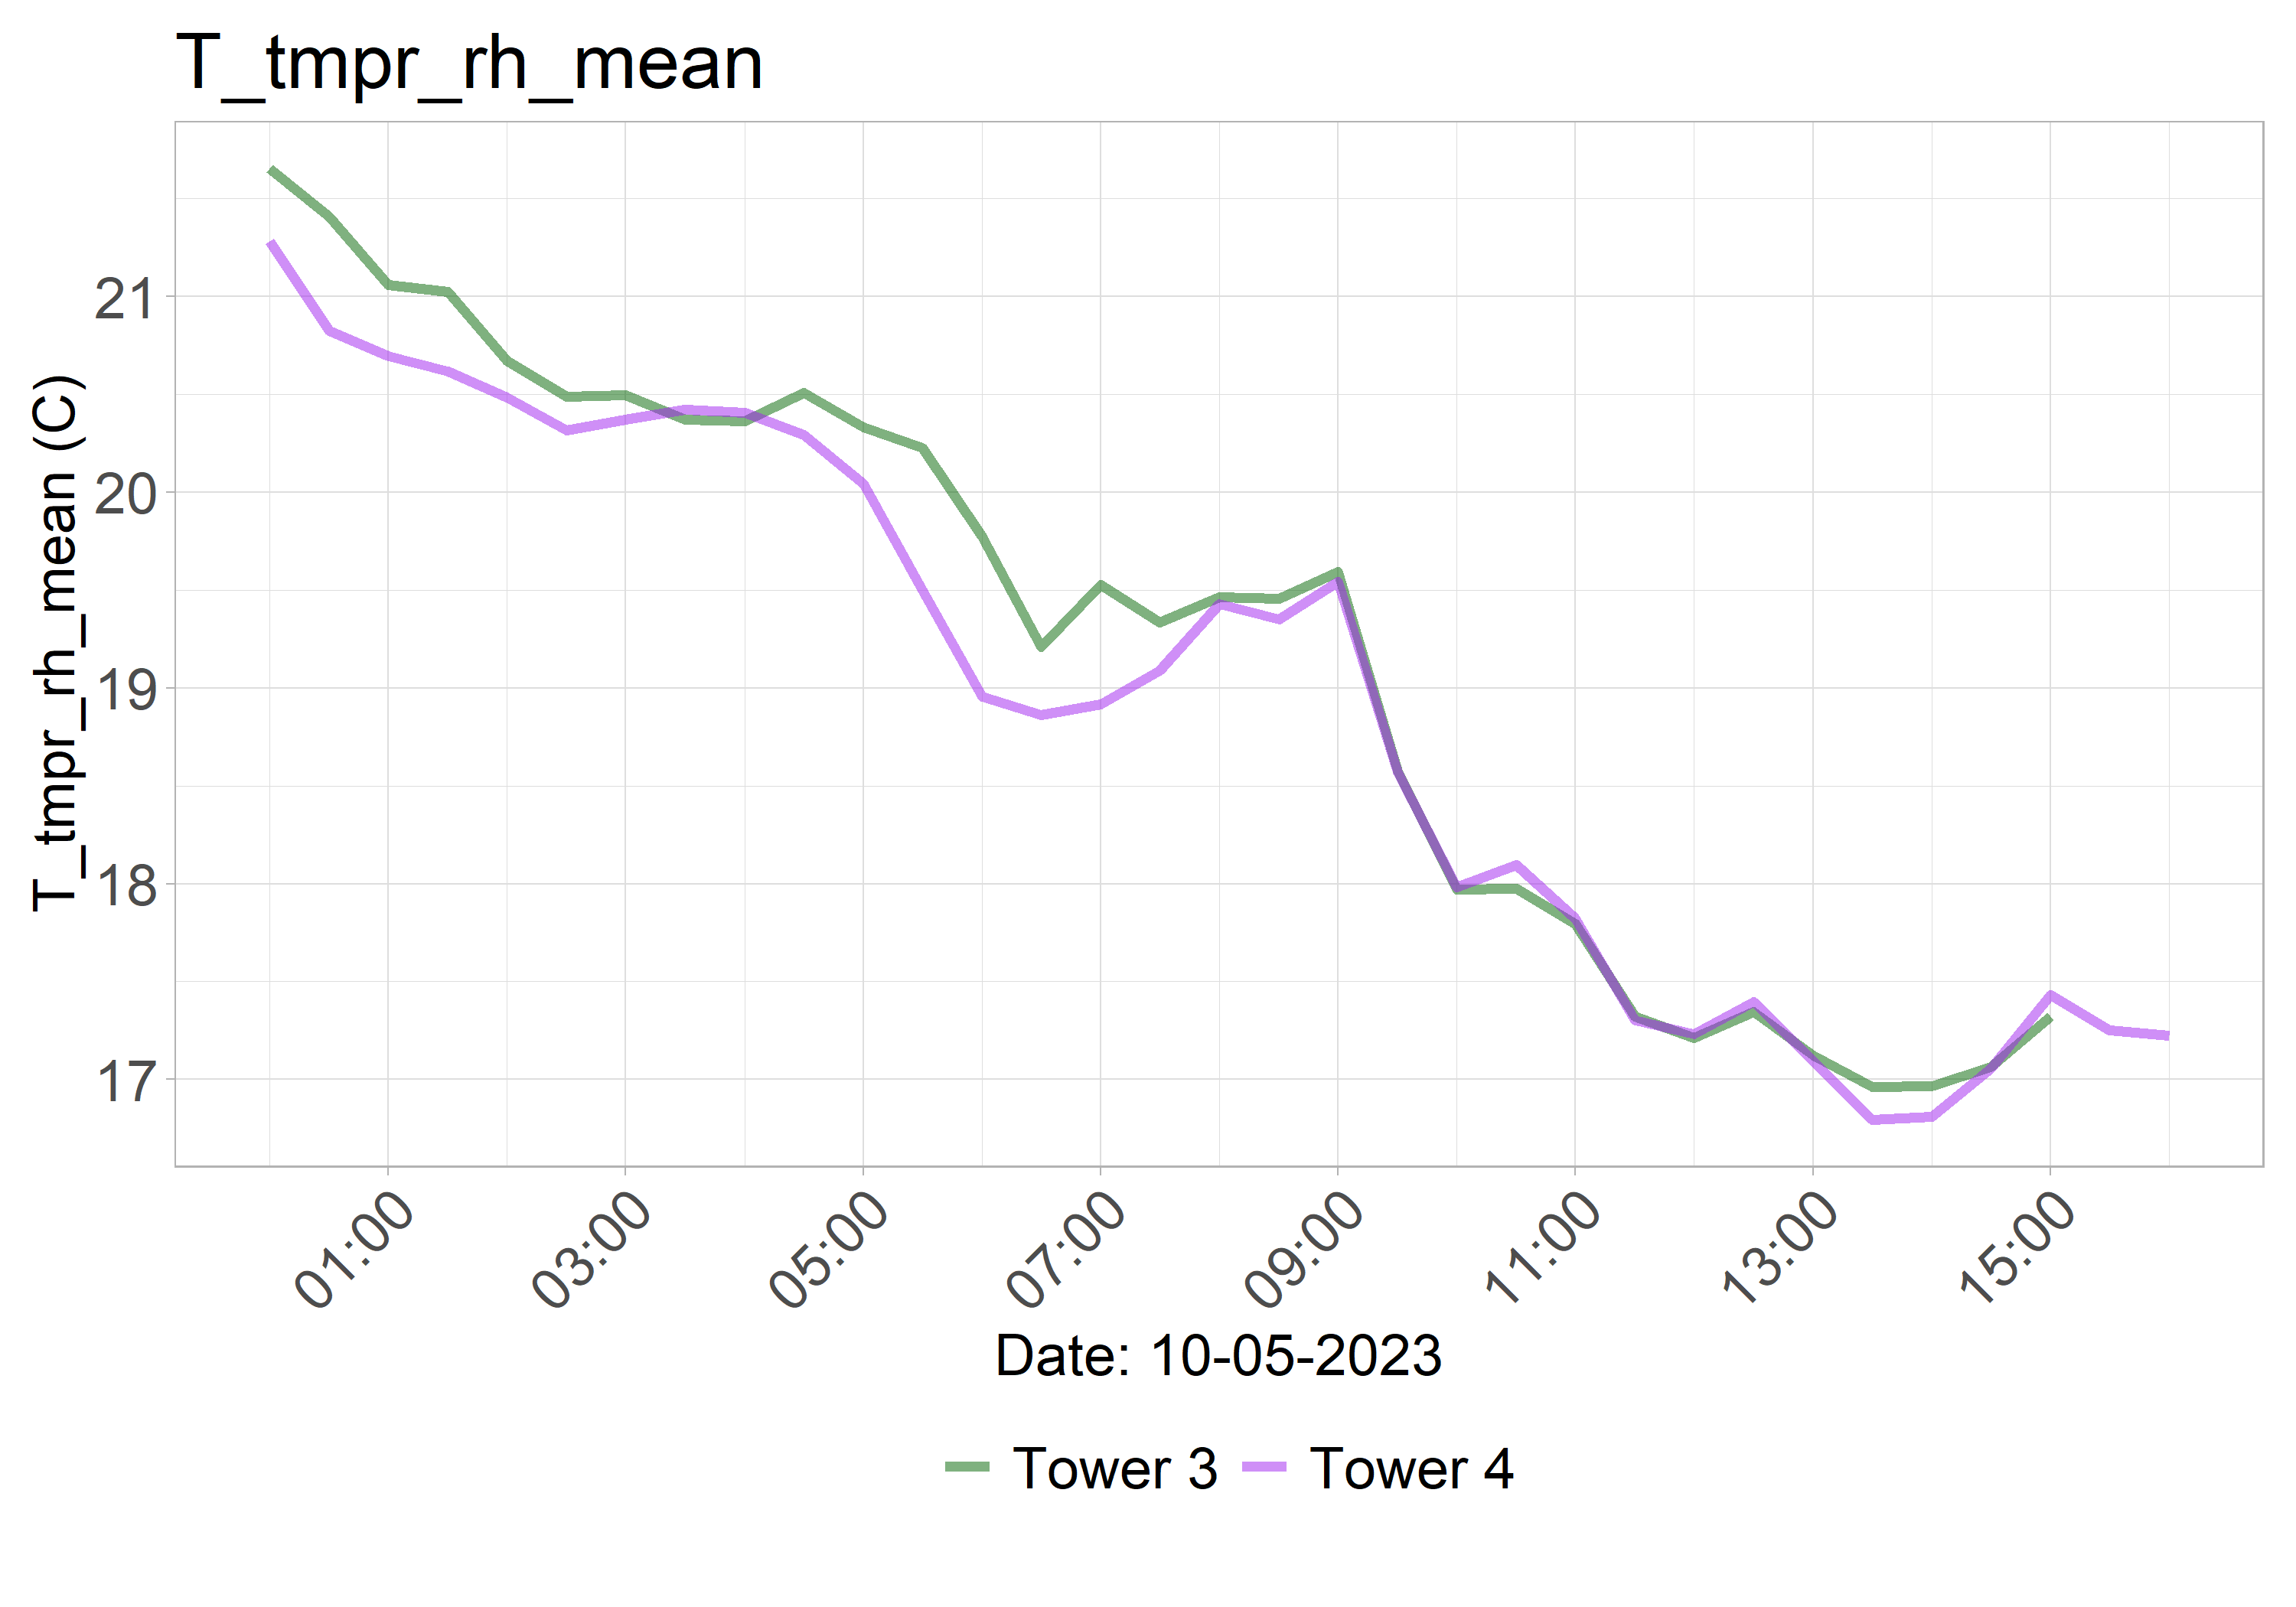 T_tmpr_rh_mean
T_tmpr_rh_mean (C)
21
20
19
18
17
01:00 03:00 05:00 07:00 09:00 11:00 13:00 15:00
Date: 10-05-2023
Tower 3 Tower 4